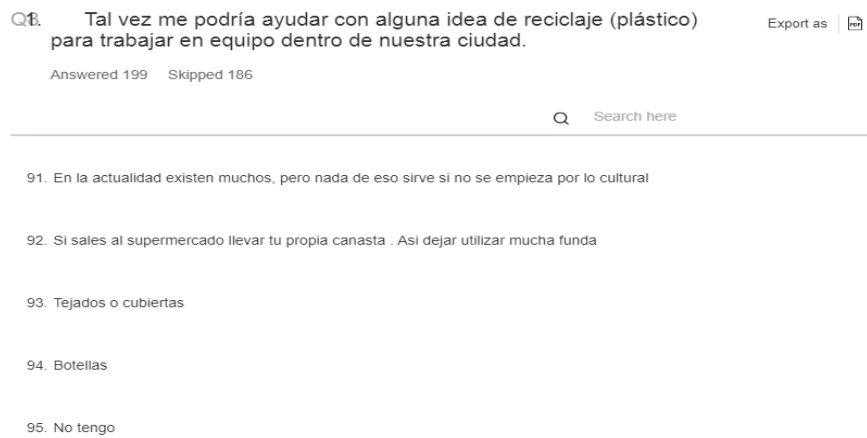 Q8.
1. Tal vez me podría ayudar con alguna idea de reciclaje (plástico)
para trabajar en equipo dentro de nuestra ciudad.
Export as
PDF
Answered 199 Skipped 186
Search here
91. En la actualidad existen muchos, pero nada de eso sirve si no se empieza por lo cultural
92. Si sales al supermercado llevar tu propia canasta . Asi dejar utilizar mucha funda
93. Tejados o cubiertas
94. Botellas
95. No tengo